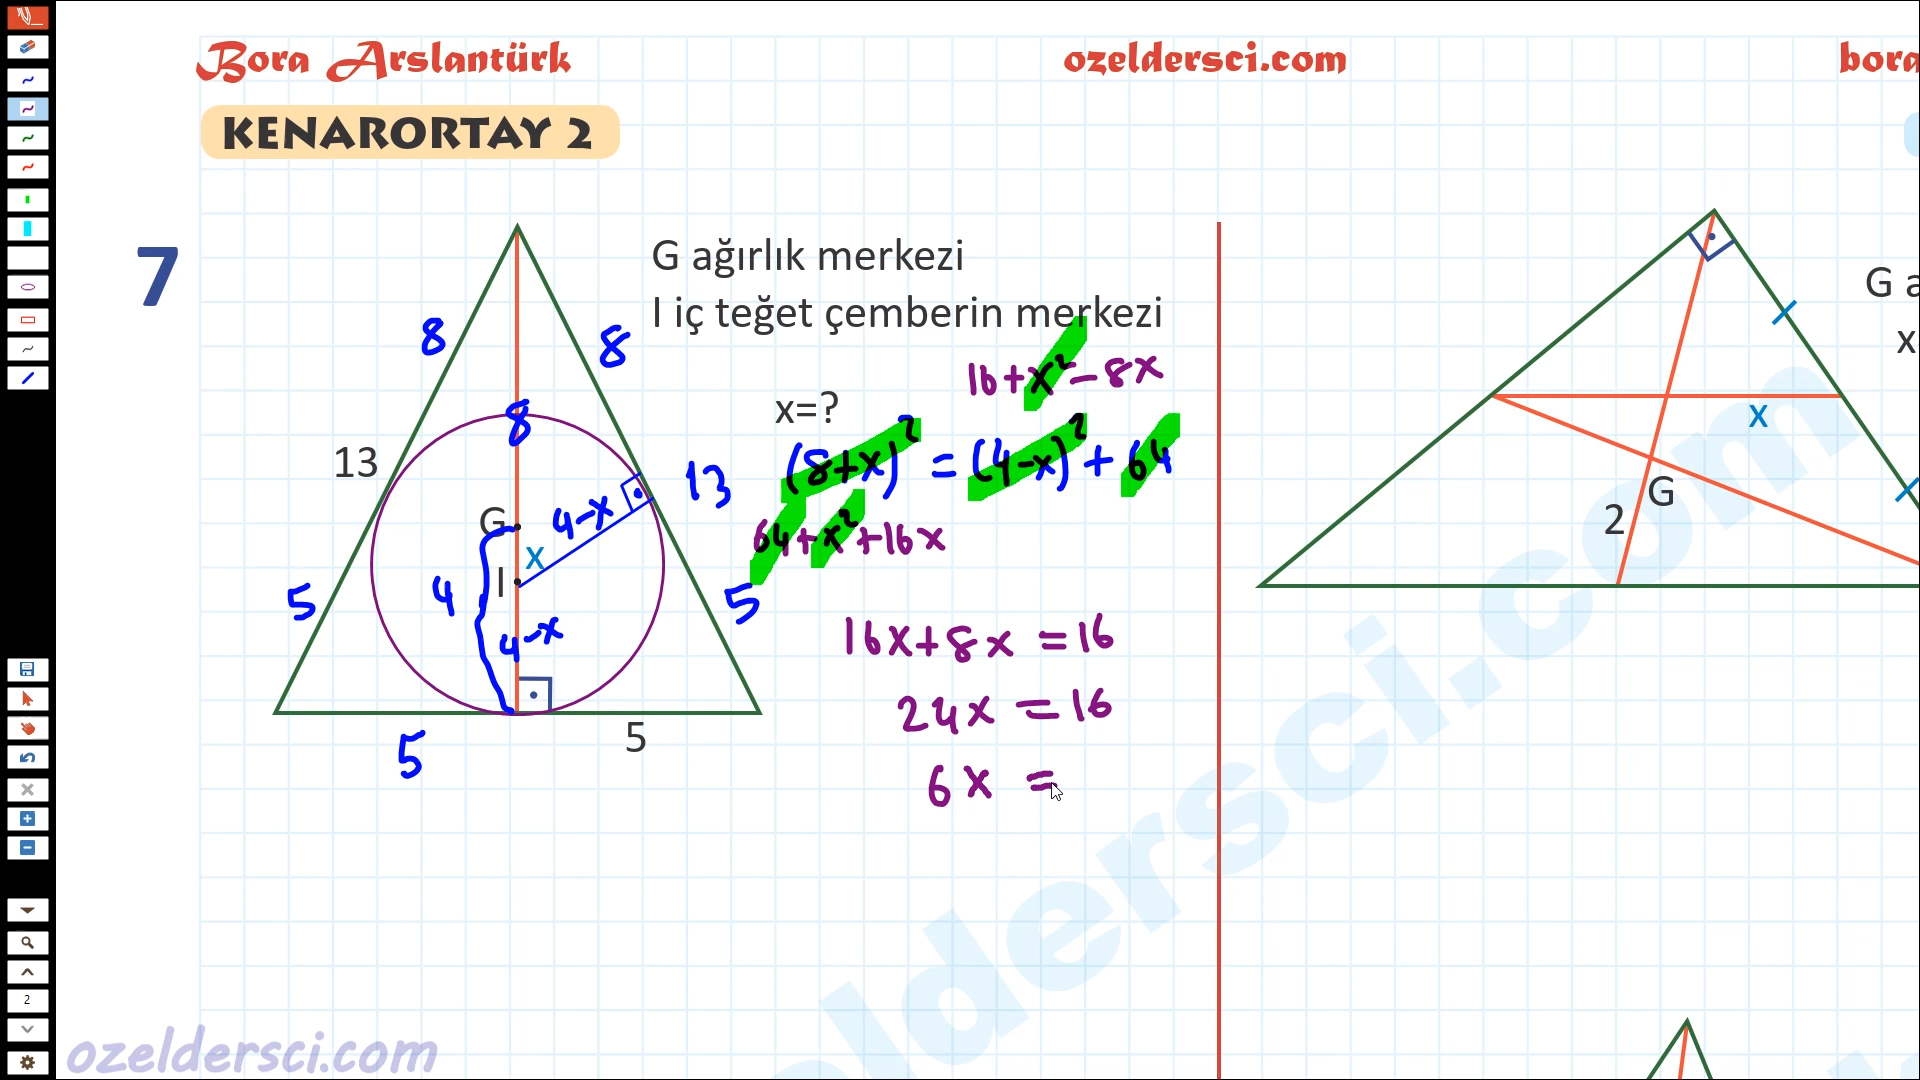 Bora Arslantürk
ozeldersci.com
bora
KENARORTAY 2
7
G ağırlık merkezi
I iç teğet çemberin merkezi
x=?
8
8
8
13
13
G
x
I
4-x
4
4-x
5
5
5
5
16+x²-8x
(8+x)² = (4-x)² + 64
64+x²+16x
16x+8x =16
24x =16
6x =
G a
x
x
G
2
ozeldersci.com
eldersci.com
2